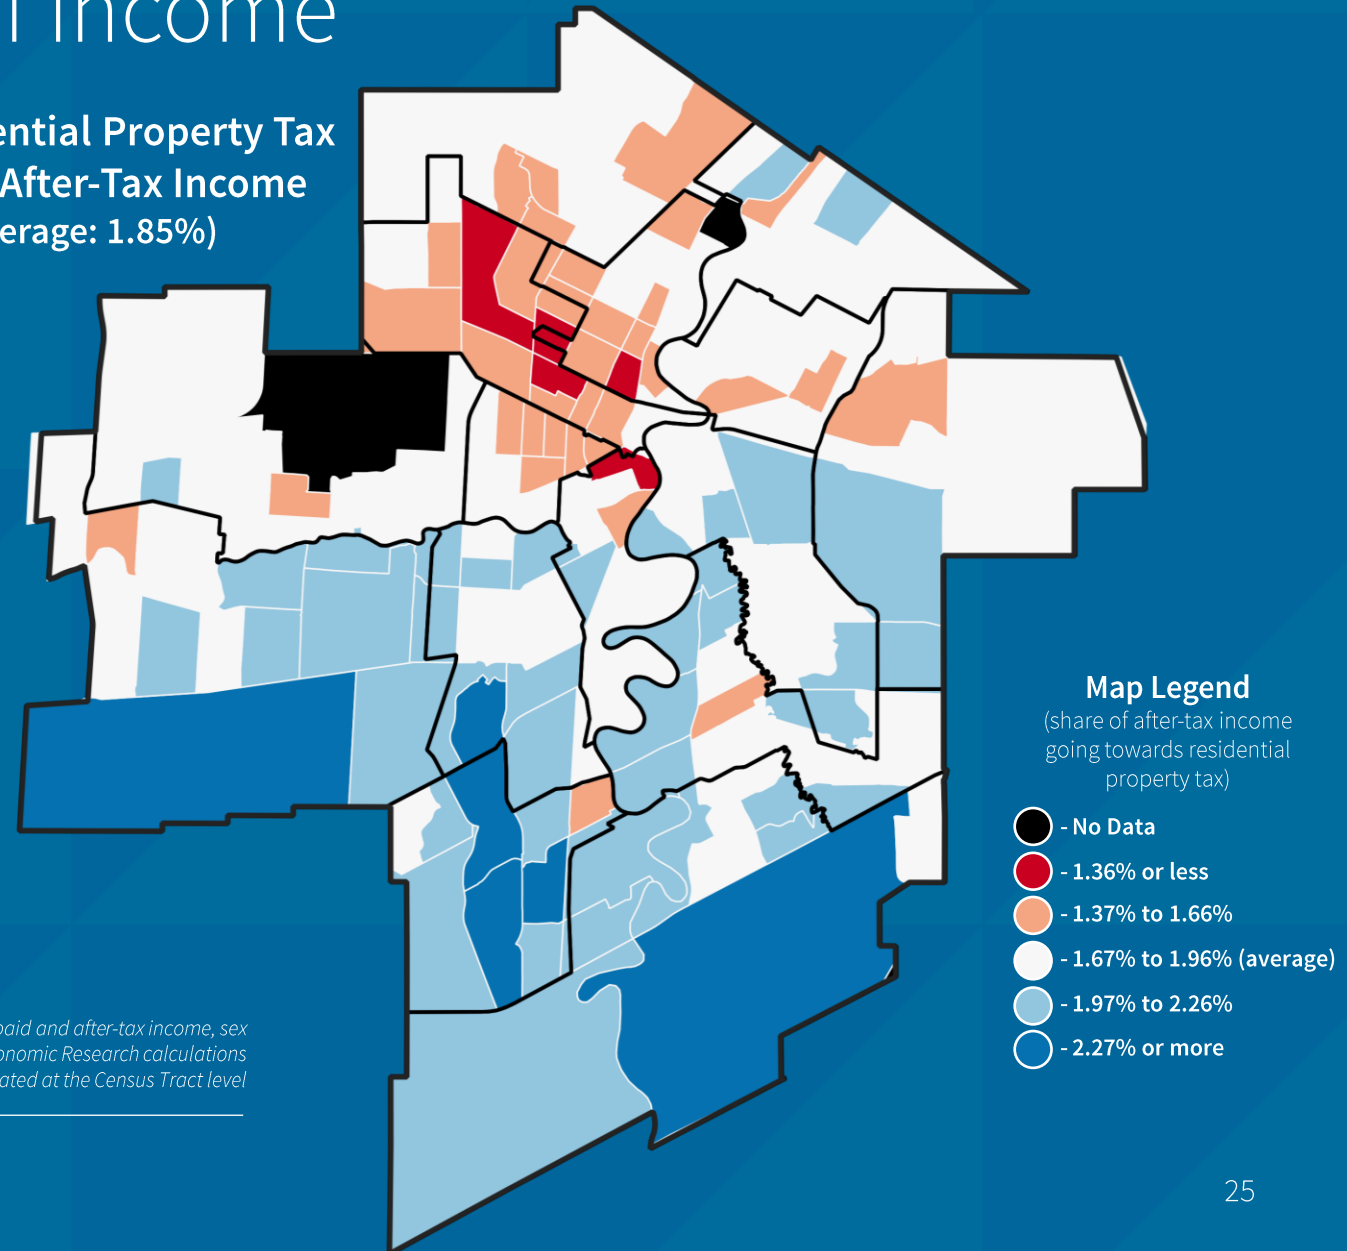 Income
ential Property Tax
After-Tax Income
erage: 1.85%)
Map Legend
(share of after-tax income
going towards residential
property tax)
- No Data
- 1.36% or less
- 1.37% to 1.66%
- 1.67% to 1.96% (average)
- 1.97% to 2.26%
- 2.27% or more
paid and after-tax income, sex
onomic Research calculations
ated at the Census Tract level
25